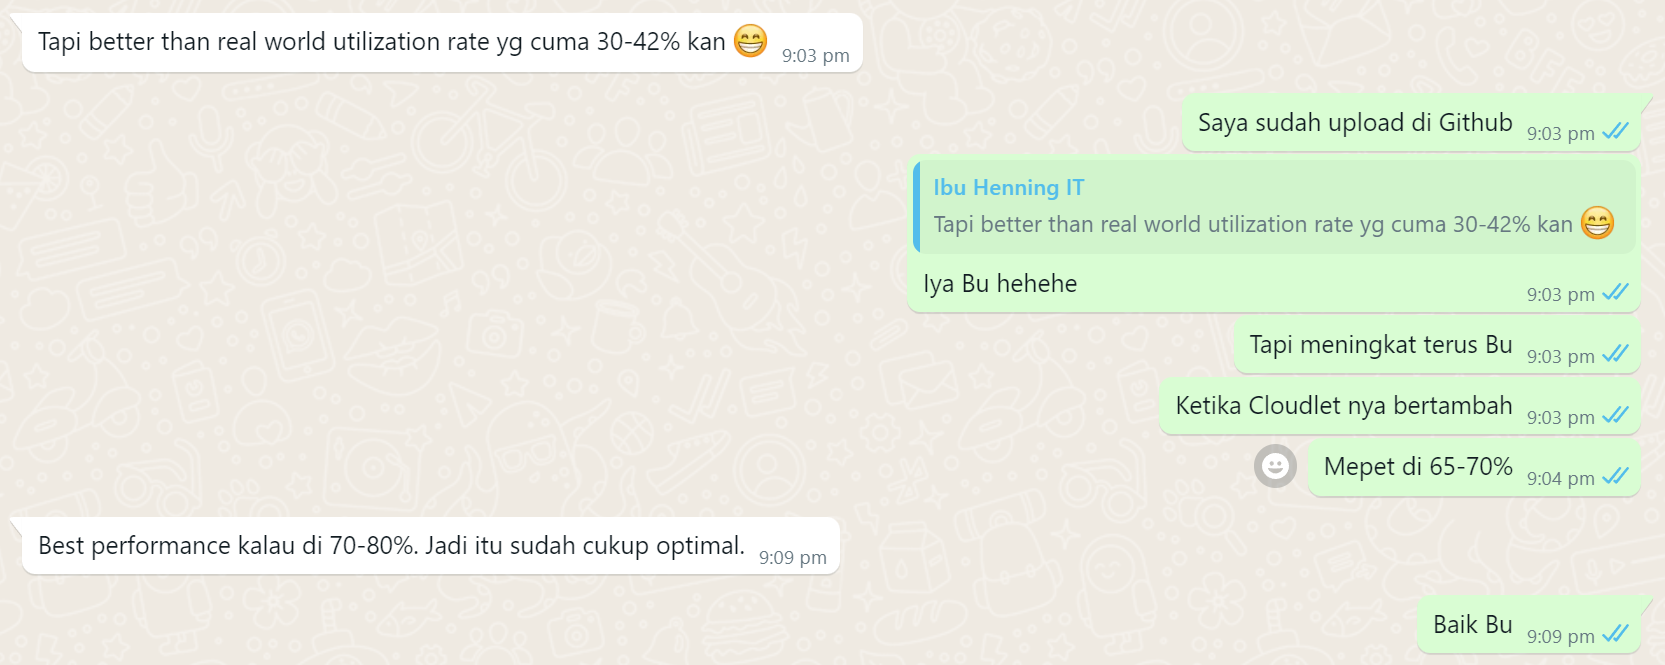 Tapi better than real world utilization rate yg cuma 30-42% kan 😁 9:03 pm
Saya sudah upload di Github 9:03 pm
Ibu Henning IT
Tapi better than real world utilization rate yg cuma 30-42% kan 😁
Iya Bu hehehe 9:03 pm
Tapi meningkat terus Bu 9:03 pm
Ketika Cloudlet nya bertambah 9:03 pm
Mepet di 65-70% 9:04 pm
Best performance kalau di 70-80%. Jadi itu sudah cukup optimal. 9:09 pm
Baik Bu 9:09 pm